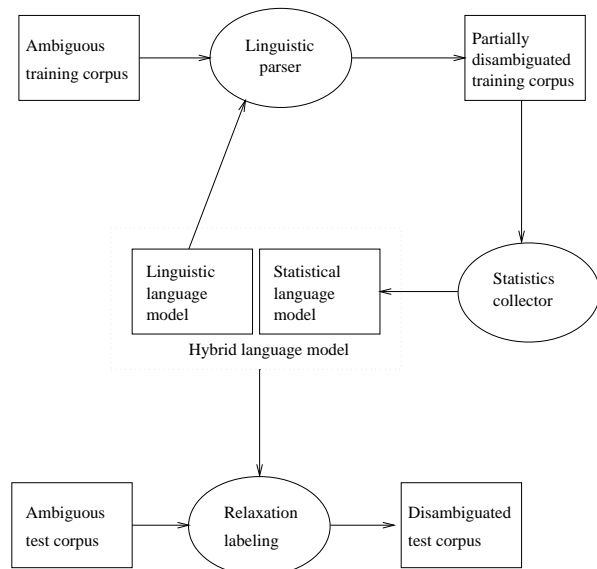 Ambiguous
training corpus
Linguistic
parser
Partially
disambiguated
training corpus
Linguistic
language
model
Statistical
language
model
Statistics
collector
Hybrid language model
Ambiguous
test corpus
Relaxation
labeling
Disambiguated
test corpus